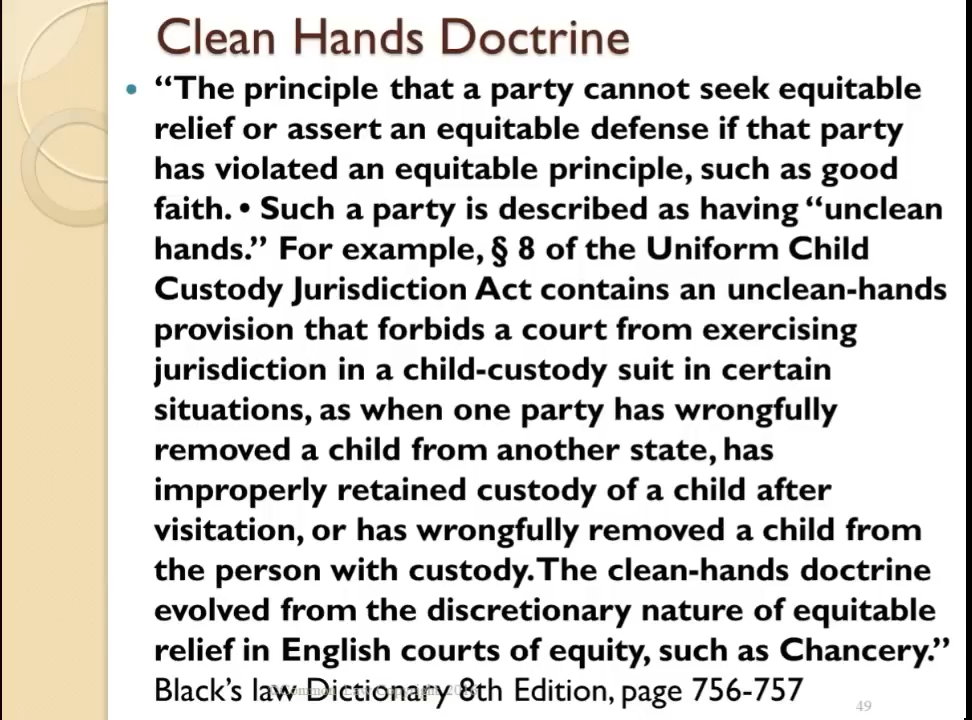 Clean Hands Doctrine
• “The principle that a party cannot seek equitable
relief or assert an equitable defense if that party
has violated an equitable principle, such as good
faith. • Such a party is described as having “unclean
hands.” For example, § 8 of the Uniform Child
Custody Jurisdiction Act contains an unclean-hands
provision that forbids a court from exercising
jurisdiction in a child-custody suit in certain
situations, as when one party has wrongfully
removed a child from another state, has
improperly retained custody of a child after
visitation, or has wrongfully removed a child from
the person with custody. The clean-hands doctrine
evolved from the discretionary nature of equitable
relief in English courts of equity, such as Chancery.”
Black’s law Dictionary 8th Edition, page 756-757
Common Law Copyright
49